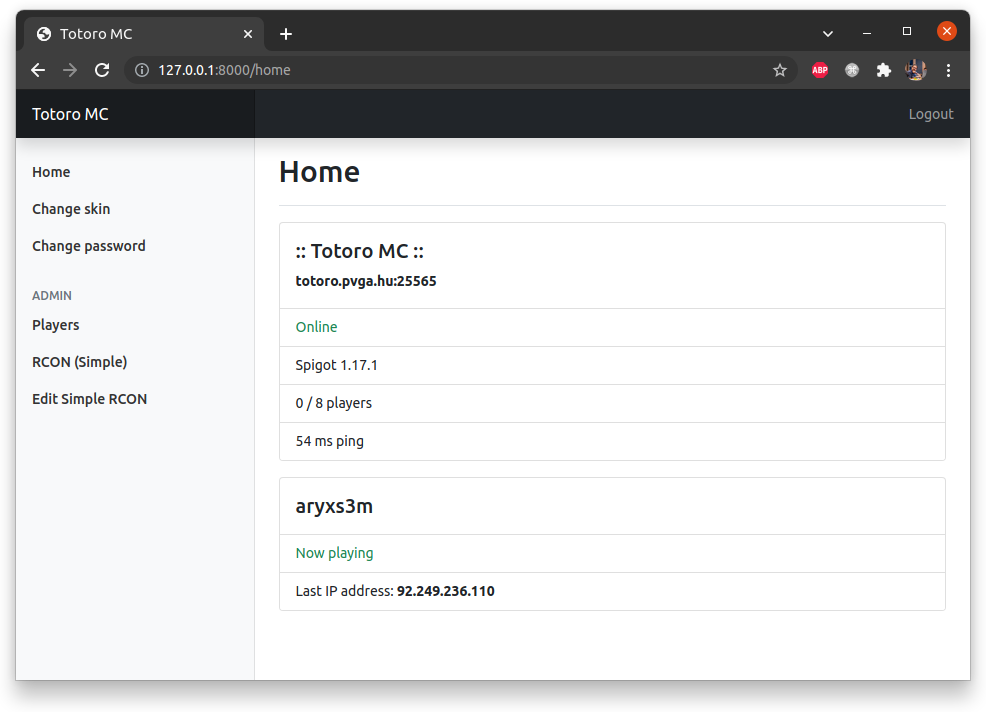 Totoro MC
127.0.0.1:8000/home
ABP
Totoro MC
Logout
Home
Change skin
Change password
ADMIN
Players
RCON (Simple)
Edit Simple RCON
Home
:: Totoro MC ::
totoro.pvga.hu:25565
Online
Spigot 1.17.1
0 / 8 players
54 ms ping
aryxs3m
Now playing
Last IP address: 92.249.236.110